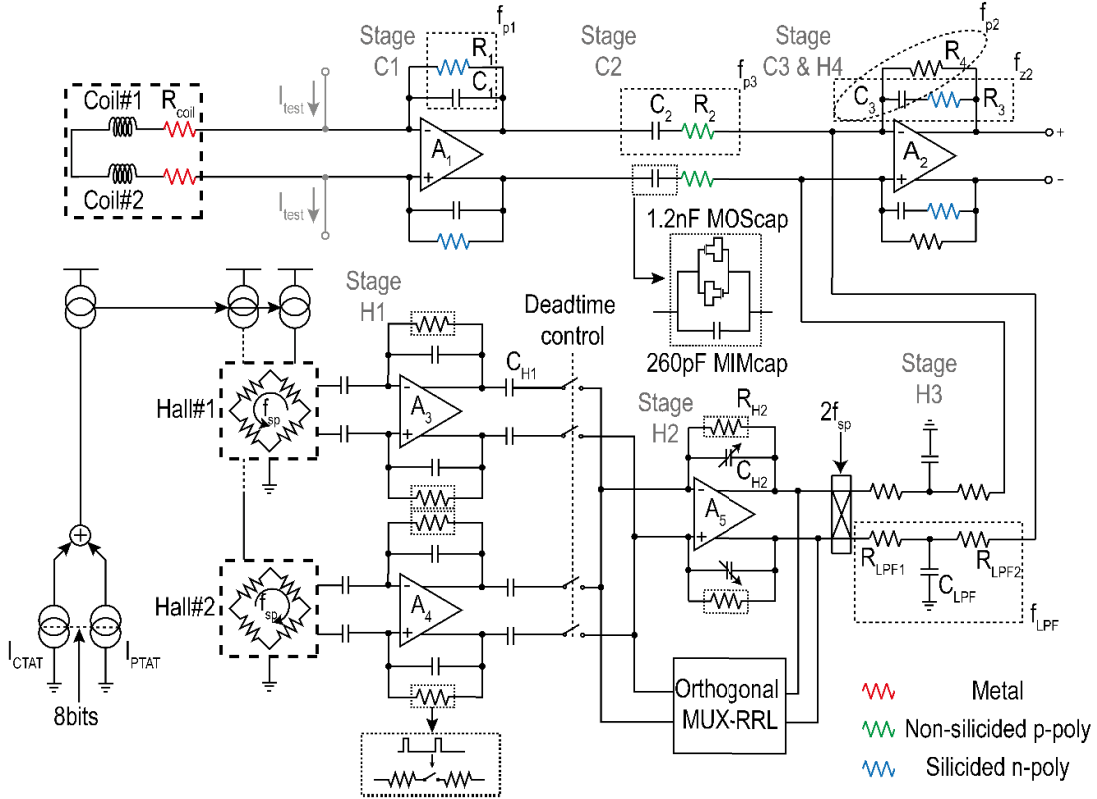 f_p1
Stage
C1
R_1
C_1
Stage
C2
Stage
C3 & H4
f_p2
R_4
f_z2
Coil#1
R_coil
I_test
f_p3
C_2
R_2
C_3
R_3
A_1
A_2
+
−
Coil#2
I_test
1.2nF MOScap
260pF MIMcap
Stage
H1
Deadtime
control
C_H1
Hall#1
f_sp
A_3
Stage
H2
R_H2
C_H2
2f_sp
Stage
H3
A_5
R_LPF1
C_LPF
R_LPF2
f_LPF
Hall#2
f_sp
A_4
I_CTAT
I_PTAT
8bits
Orthogonal
MUX-RRL
Metal
Non-silicided p-poly
Silicided n-poly